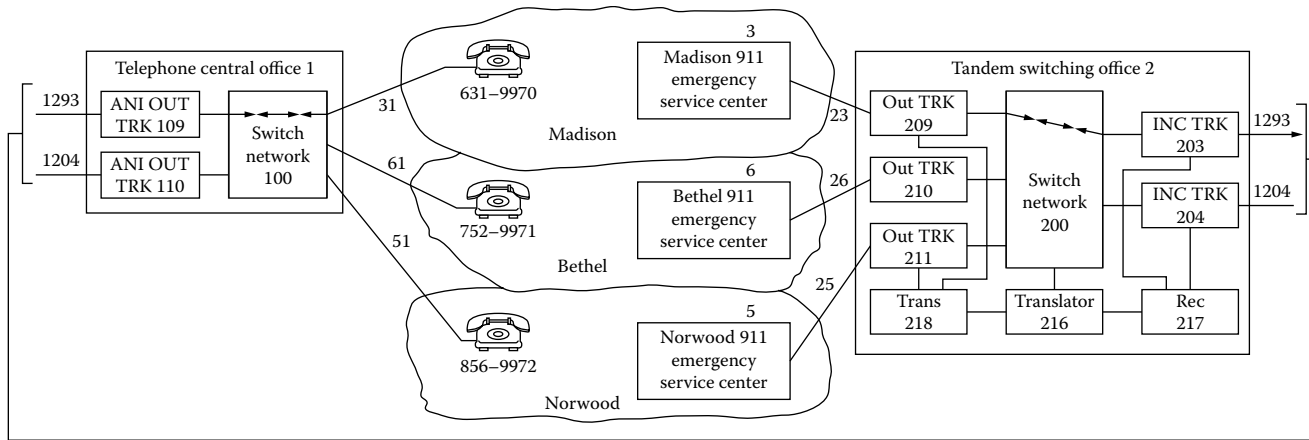 Telephone central office 1
1293
ANI OUT
TRK 109
1204
ANI OUT
TRK 110
Switch
network
100
31
61
51
631–9970
Madison
3
Madison 911
emergency
service center
23
752–9971
Bethel
6
Bethel 911
emergency
service center
26
856–9972
Norwood
5
Norwood 911
emergency
service center
25
Tandem switching office 2
Out TRK
209
Out TRK
210
Out TRK
211
Trans
218
Switch
network
200
Translator
216
INC TRK
203
INC TRK
204
Rec
217
1293
1204